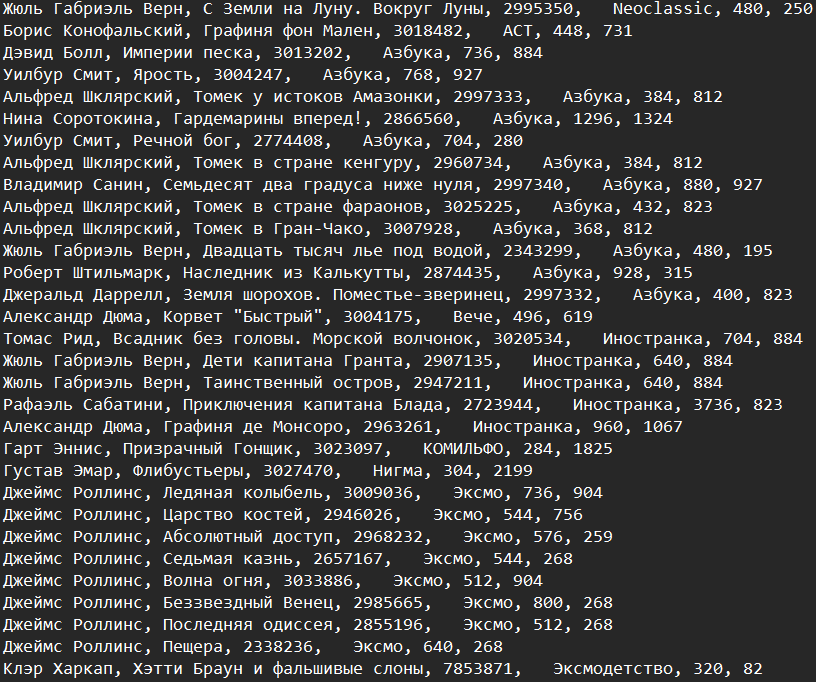 Жюль Габриэль Верн, С Земли на Луну. Вокруг Луны, 2995350,   Neoclassic, 480, 250
Борис Конофальский, Графиня фон Мален, 3018482,   АСТ, 448, 731
Дэвид Болл, Империи песка, 3013202,   Азбука, 736, 884
Уилбур Смит, Ярость, 3004247,   Азбука, 768, 927
Альфред Шклярский, Томек у истоков Амазонки, 2997333,   Азбука, 384, 812
Нина Соротокина, Гардемарины вперед!, 2866560,   Азбука, 1296, 1324
Уилбур Смит, Речной бог, 2774408,   Азбука, 704, 280
Альфред Шклярский, Томек в стране кенгуру, 2960734,   Азбука, 384, 812
Владимир Санин, Семьдесят два градуса ниже нуля, 2997340,   Азбука, 880, 927
Альфред Шклярский, Томек в стране фараонов, 3025225,   Азбука, 432, 823
Альфред Шклярский, Томек в Гран-Чако, 3007928,   Азбука, 368, 812
Жюль Габриэль Верн, Двадцать тысяч лье под водой, 2343299,   Азбука, 480, 195
Роберт Штильмарк, Наследник из Калькутты, 2874435,   Азбука, 928, 315
Джеральд Даррелл, Земля шорохов. Поместье-зверинец, 2997332,   Азбука, 400, 823
Александр Дюма, Корвет "Быстрый", 3004175,   Вече, 496, 619
Томас Рид, Всадник без головы. Морской волчонок, 3020534,   Иностранка, 704, 884
Жюль Габриэль Верн, Дети капитана Гранта, 2907135,   Иностранка, 640, 884
Жюль Габриэль Верн, Таинственный остров, 2947211,   Иностранка, 640, 884
Рафаэль Сабатини, Приключения капитана Блада, 2723944,   Иностранка, 3736, 823
Александр Дюма, Графиня де Монсоро, 2963261,   Иностранка, 960, 1067
Гарт Эннис, Призрачный Гонщик, 3023097,   КОМИЛЬФО, 284, 1825
Густав Эмар, Флибустьеры, 3027470,   Нигма, 304, 2199
Джеймс Роллинс, Ледяная колыбель, 3009036,   Эксмо, 736, 904
Джеймс Роллинс, Царство костей, 2946026,   Эксмо, 544, 756
Джеймс Роллинс, Абсолютный доступ, 2968232,   Эксмо, 576, 259
Джеймс Роллинс, Седьмая казнь, 2657167,   Эксмо, 544, 268
Джеймс Роллинс, Волна огня, 3033886,   Эксмо, 512, 904
Джеймс Роллинс, Беззвездный Венец, 2985665,   Эксмо, 800, 268
Джеймс Роллинс, Последняя одиссея, 2855196,   Эксмо, 512, 268
Джеймс Роллинс, Пещера, 2338236,   Эксмо, 640, 268
Клэр Харкап, Хэтти Браун и фальшивые слоны, 7853871,   Эксмодетство, 320, 82